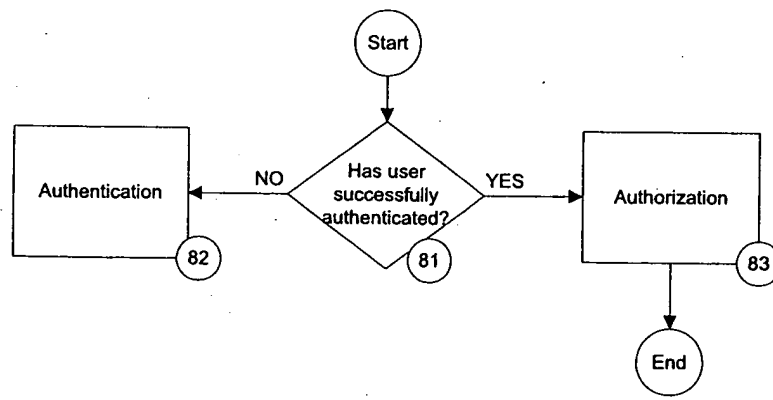 Start
Authentication
82
NO
Has user
successfully
authenticated?
81
YES
Authorization
83
End